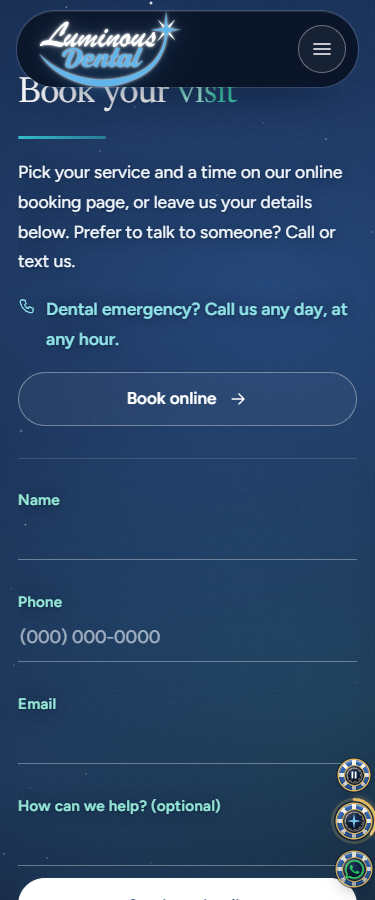 Luminous
Dental
Book your visit
Pick your service and a time on our online
booking page, or leave us your details
below. Prefer to talk to someone? Call or
text us.
Dental emergency? Call us any day, at
any hour.
Book online
Name
Phone
(000) 000-0000
Email
How can we help? (optional)